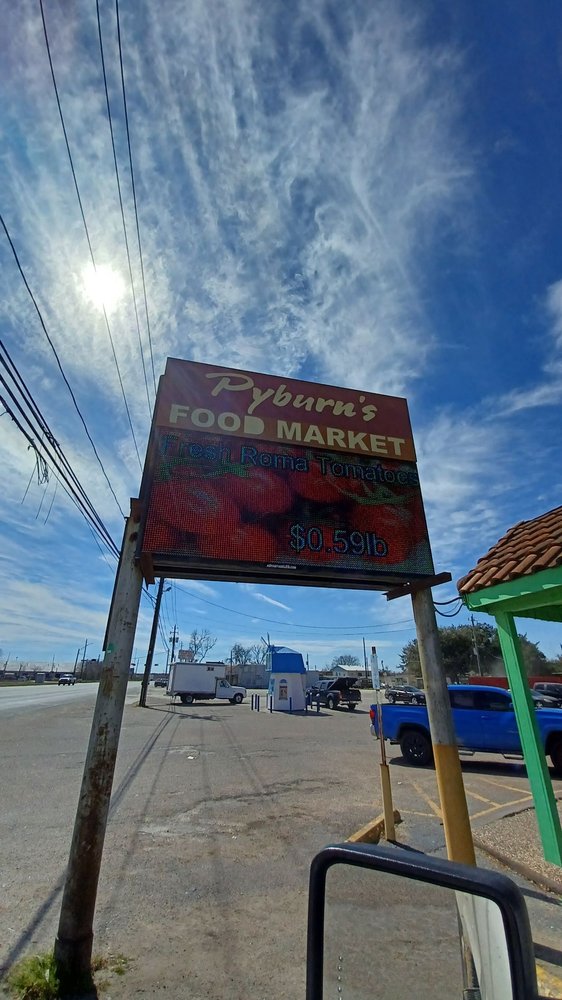 Pyburn's
FOOD MARKET
Fresh Roma Tomatoes
$0.59lb